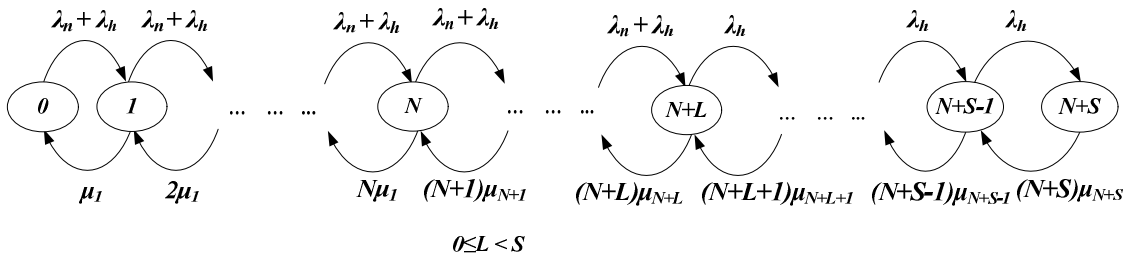 λn + λh λn + λh λn + λh λn + λh λn + λh λh λh λh
0 1 ... ... ... N ... ... ... N+L ... ... ... N+S-1 N+S
μ1 2μ1 Nμ1 (N+1)μN+1 (N+L)μN+L (N+L+1)μN+L+1 (N+S-1)μN+S-1 (N+S)μN+S
0≤L < S